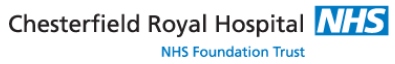 Chesterfield Royal Hospital NHS
NHS Foundation Trust